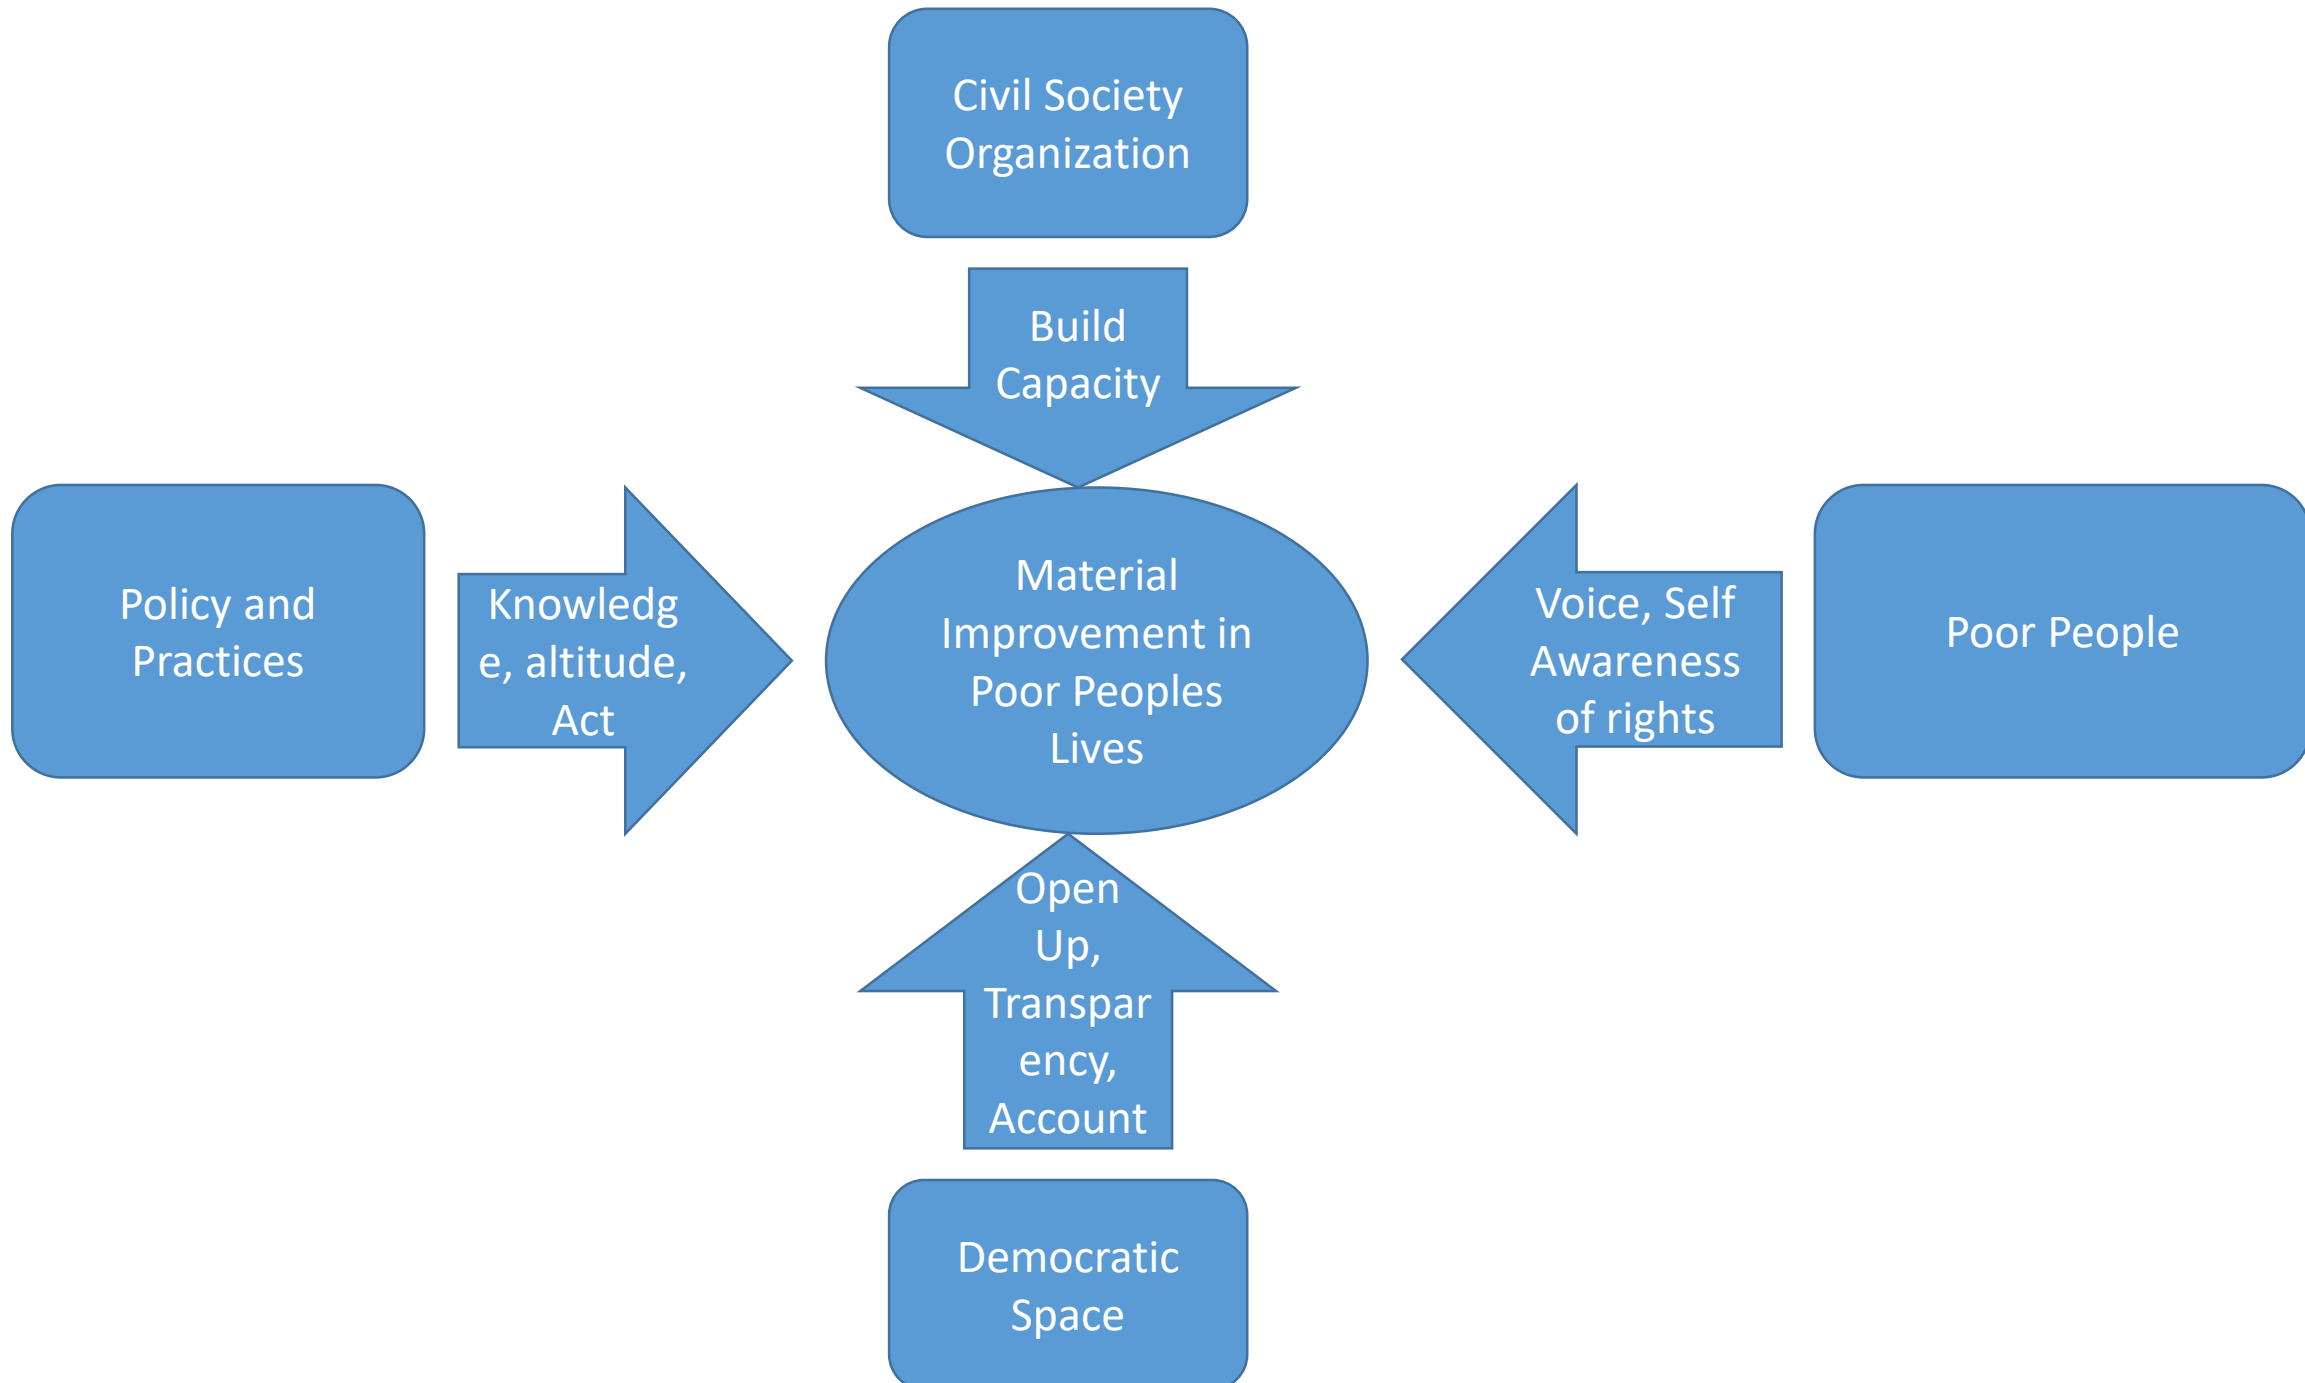 Civil Society
Organization
Build
Capacity
Policy and
Practices
Knowledg
e, altitude,
Act
Material
Improvement in
Poor Peoples
Lives
Voice, Self
Awareness
of rights
Poor People
Open
Up,
Transpar
ency,
Account
Democratic
Space